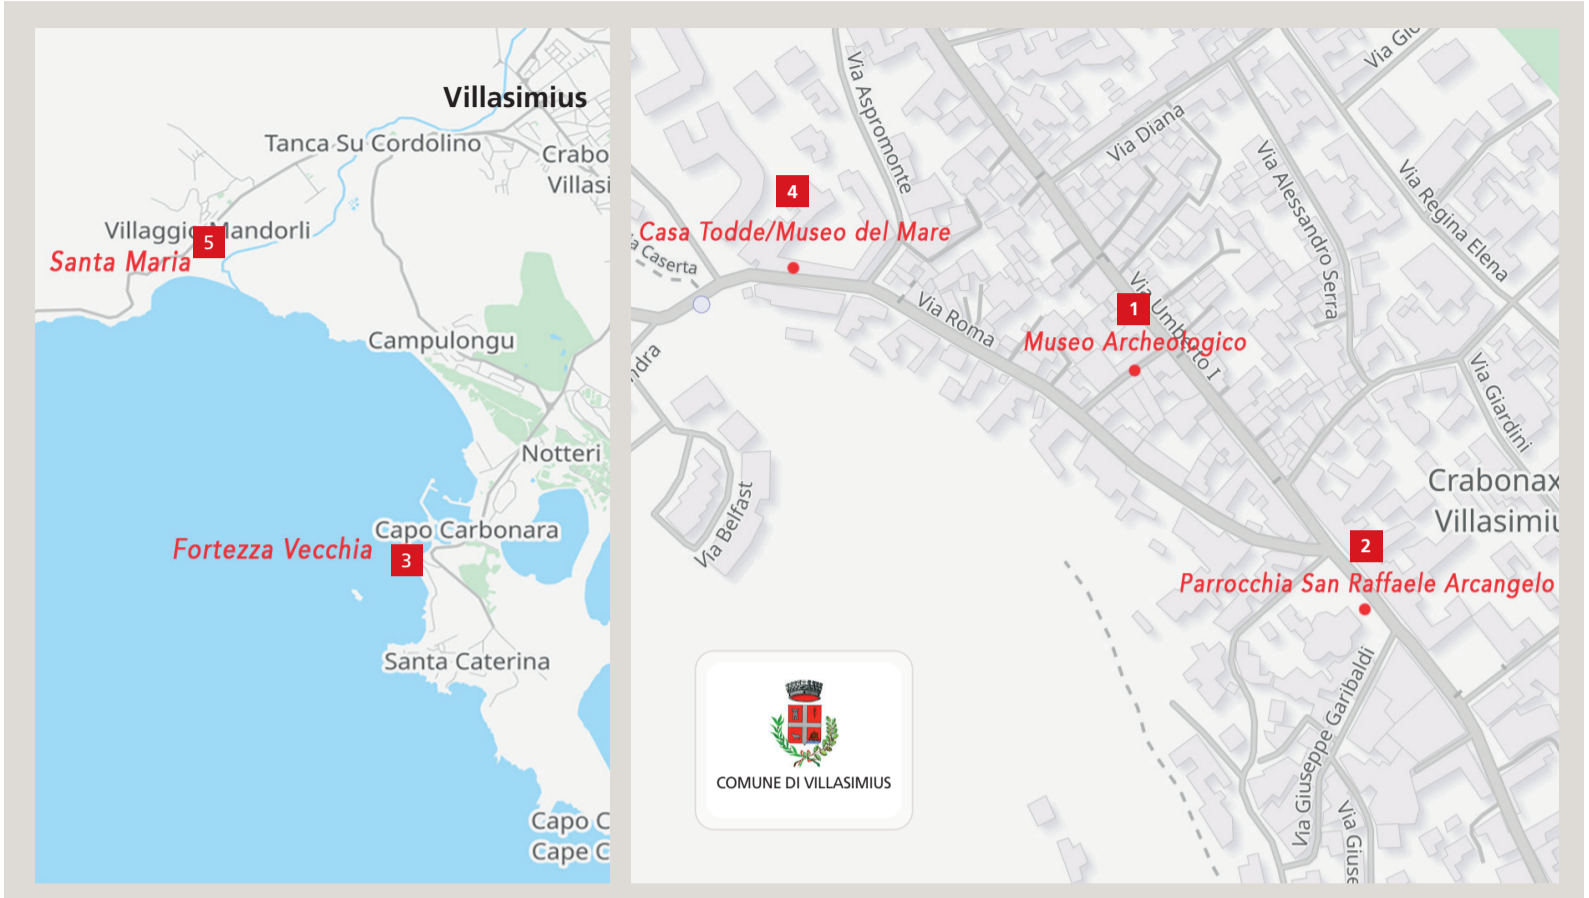 Villasimius
Tanca Su Cordolino
Crabo
Villasi
Villaggio Mandorli
5
Santa Maria
Campulongu
Notteri
Capo Carbonara
Fortezza Vecchia
3
Santa Caterina
Capo C
Cape C
Via Gio
Via Aspromonte
Via Diana
Via Alessandro Serra
Via Regina Elena
4
Casa Todde/Museo del Mare
a Caserta
Via Roma
Via Umberto I
1
Museo Archeologico
ndra
Via Giardini
Via Belfast
Crabonax
Villasimiu
2
Parrocchia San Raffaele Arcangelo
Via Giuseppe Garibaldi
Via Giuse
COMUNE DI VILLASIMIUS